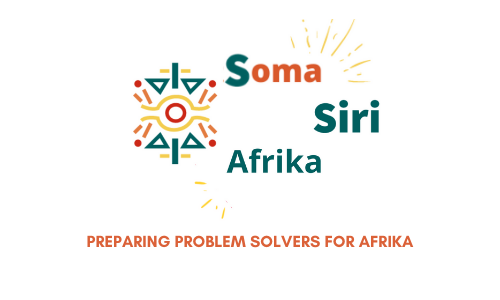 Soma
Siri
Afrika
PREPARING PROBLEM SOLVERS FOR AFRIKA